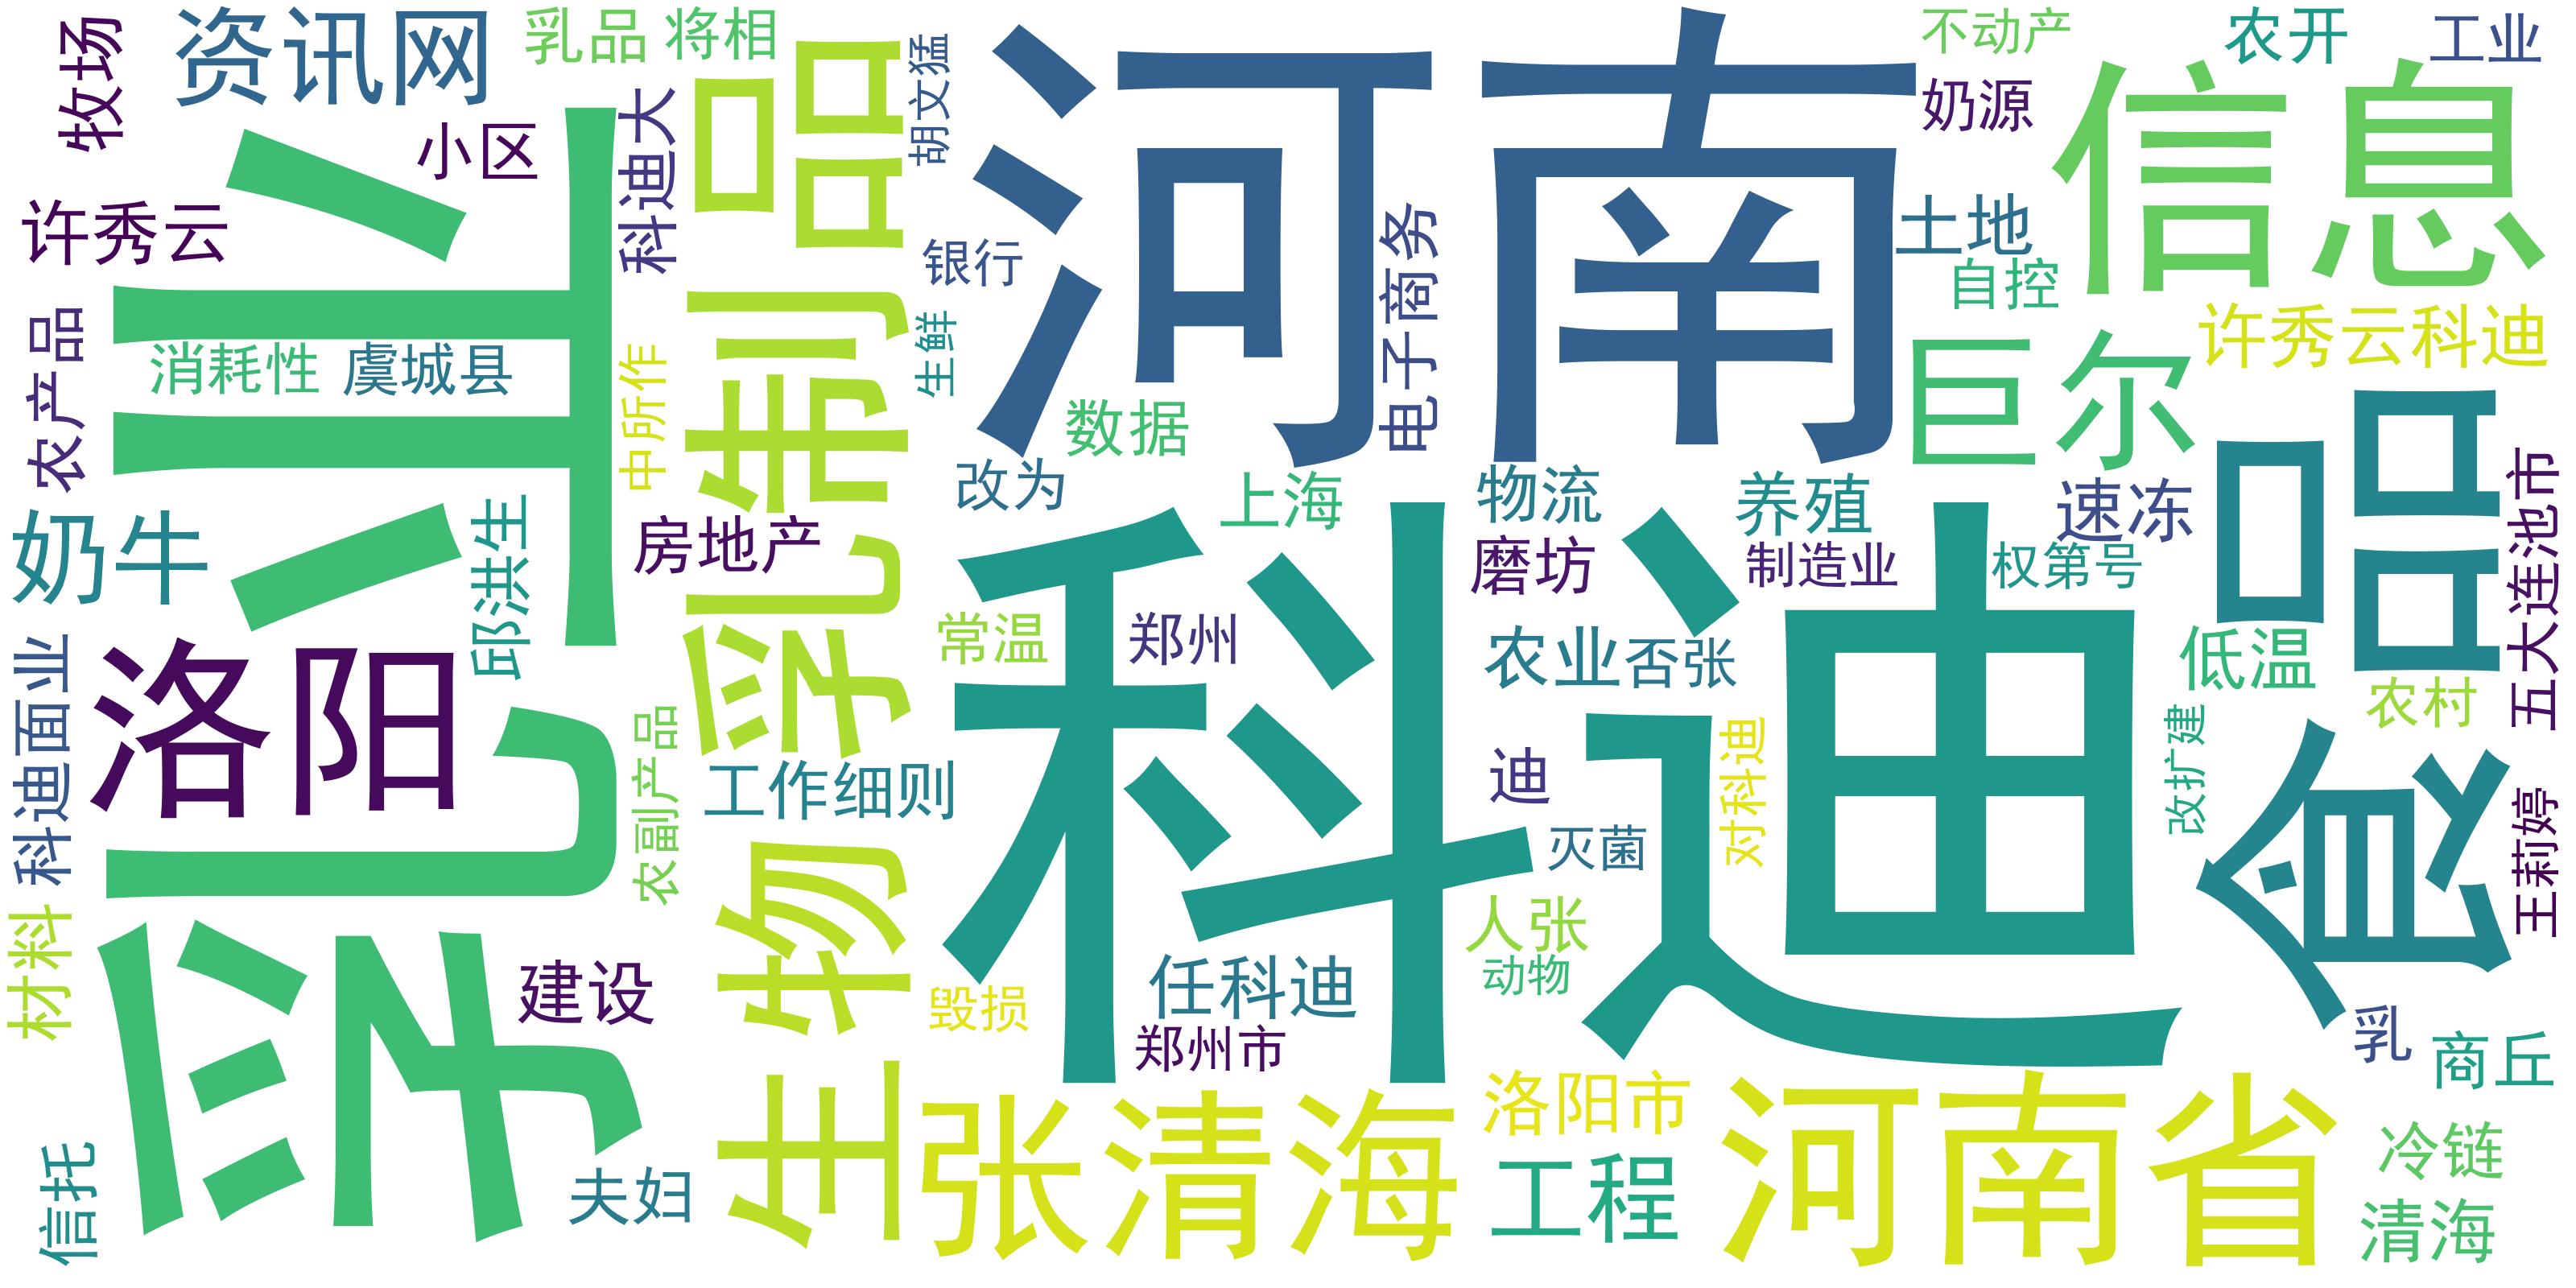 牧场
资讯网
乳品
将相
胡文猛
河南
不动产
农开
工业
信息
奶源
小区
科迪大
乳制品
许秀云
乳业
银行
电子商务
土地
自控
农产品
消耗性
虞城县
中所作
生鲜
巨尔
许秀云科迪
数据
改为
上海
物流
养殖
速冻
食品
五大连池市
奶牛
邱洪生
房地产
科迪
磨坊
制造业
权第号
常温
郑州
农业
否张
低温
农村
科迪面业
洛阳
农副产品
工作细则
迪
对科迪
改扩建
王莉婷
灭菌
生物
材料
建设
毁损
任科迪
人张
动物
郑州市
乳
商丘
信托
夫妇
张清海
洛阳市
工程
河南省
冷链
清海